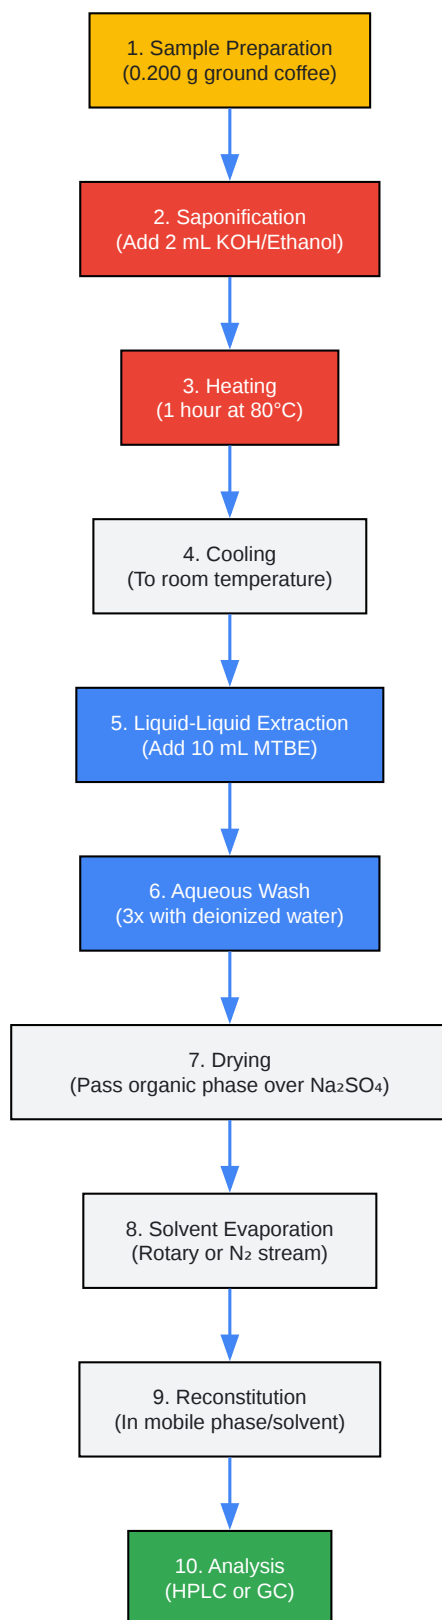 1. Sample Preparation
(0.200 g ground coffee)
2. Saponification
(Add 2 mL KOH/Ethanol)
3. Heating
(1 hour at 80°C)
4. Cooling
(To room temperature)
5. Liquid-Liquid Extraction
(Add 10 mL MTBE)
6. Aqueous Wash
(3x with deionized water)
7. Drying
(Pass organic phase over Na₂SO₄)
8. Solvent Evaporation
(Rotary or N₂ stream)
9. Reconstitution
(In mobile phase/solvent)
10. Analysis
(HPLC or GC)